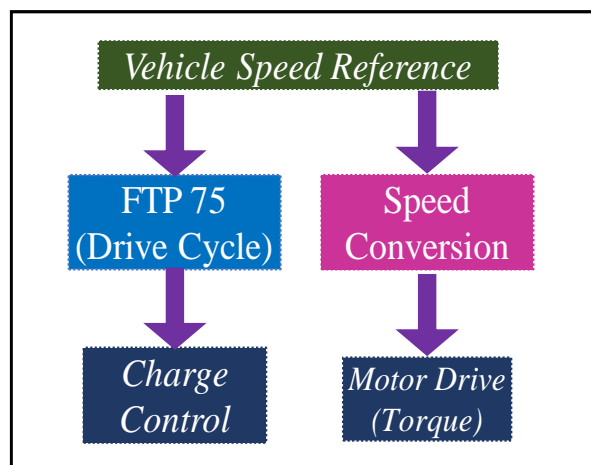 Vehicle Speed Reference
FTP 75
(Drive Cycle)
Speed
Conversion
Charge
Control
Motor Drive
(Torque)